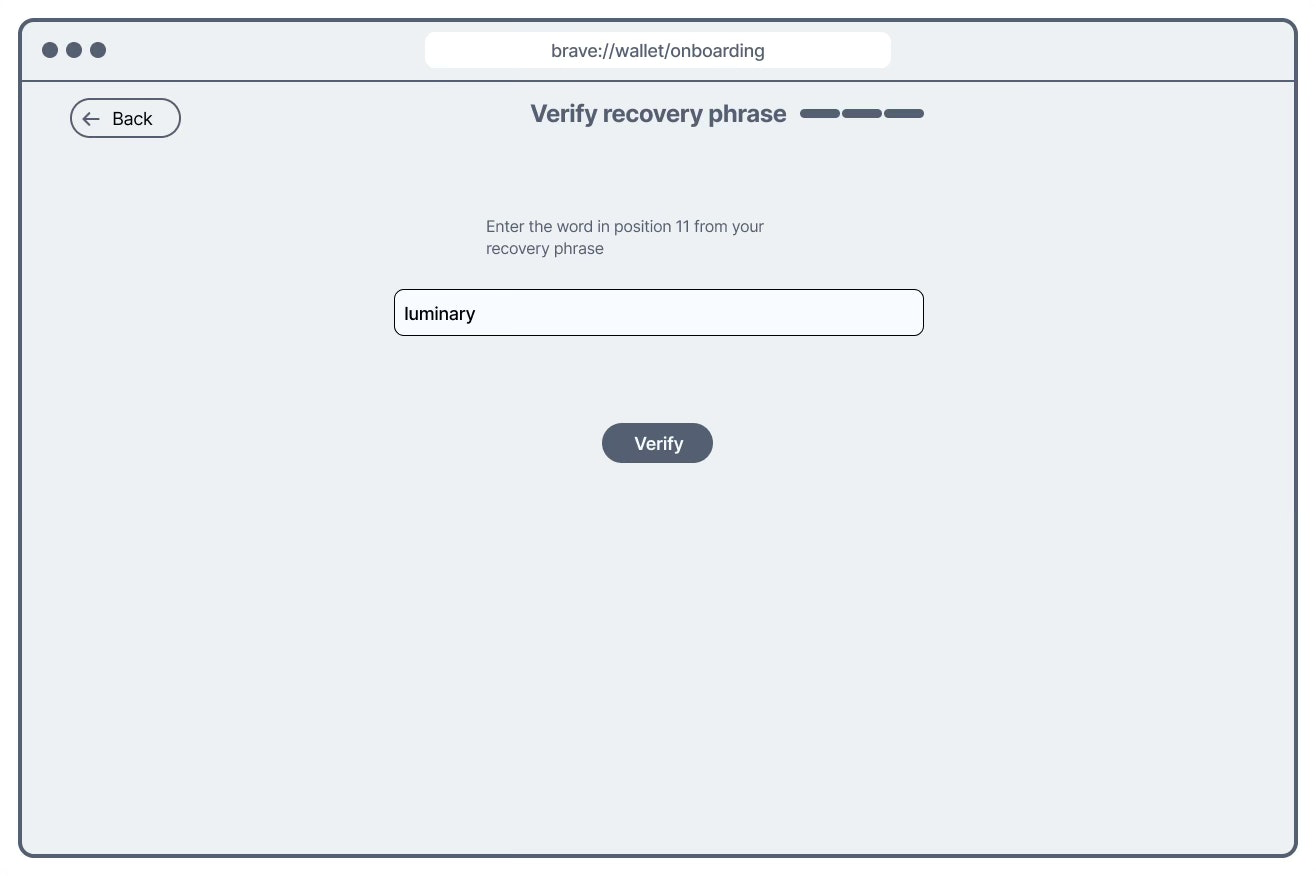 brave://wallet/onboarding
Back
Verify recovery phrase
Enter the word in position 11 from your
recovery phrase
luminary
Verify